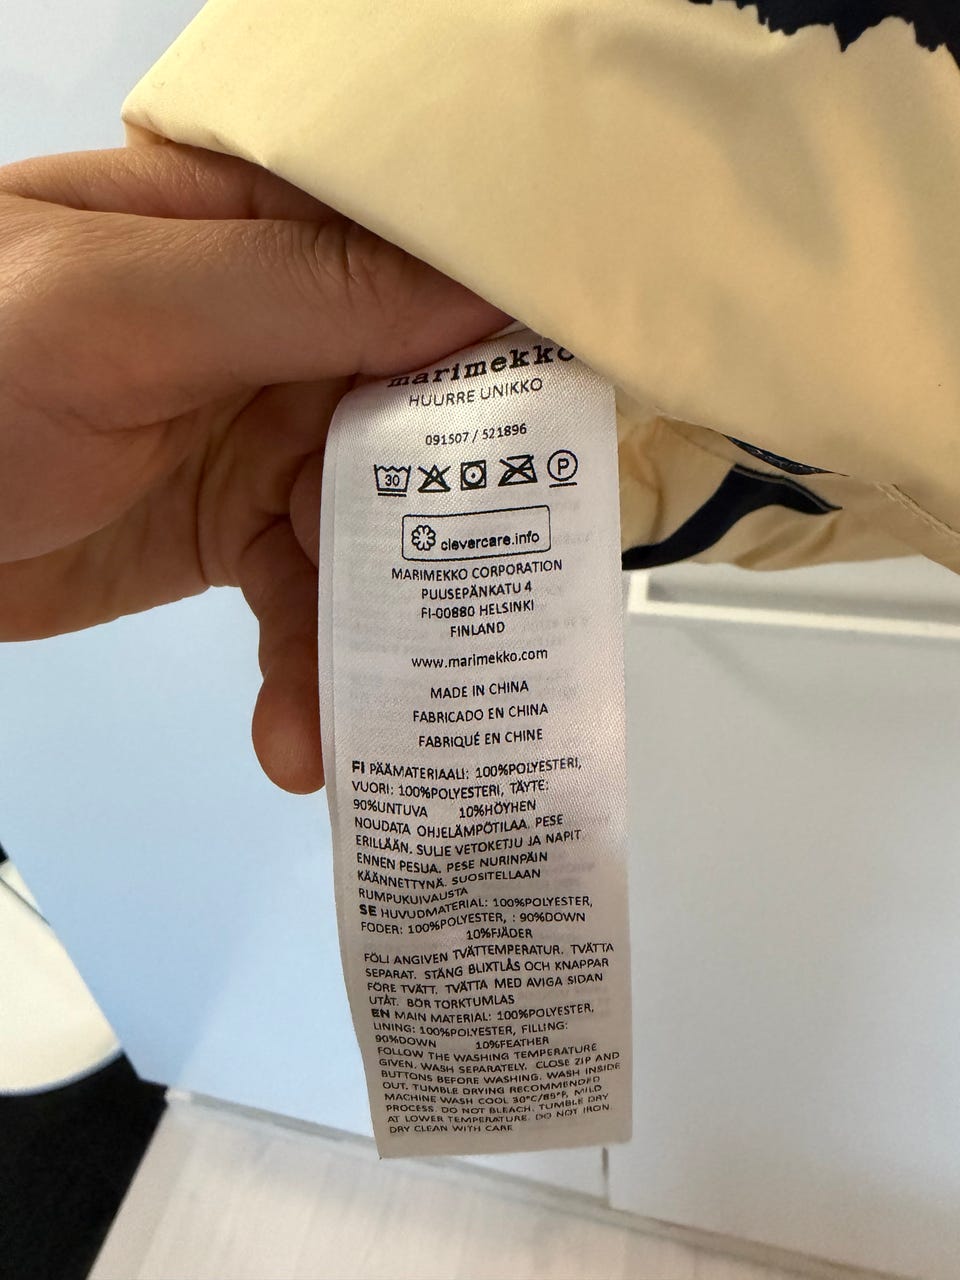 marimekko
HUURRE UNIKKO
091507 / 521896
30
P
clevercare.info
MARIMEKKO CORPORATION
PUUSEPÄNKATU 4
FI-00880 HELSINKI
FINLAND
www.marimekko.com
MADE IN CHINA
FABRICADO EN CHINA
FABRIQUÉ EN CHINE
FI PÄÄMATERIAALI: 100%POLYESTERI,
VUORI: 100%POLYESTERI, TÄYTE:
90%UNTUVA 10%HÖYHEN
NOUDATA OHJELÄMPÖTILAA. PESE
ERILLÄÄN. SULJE VETOKETJU JA NAPIT
ENNEN PESUA. PESE NURINPÄIN
KÄÄNNETTYNÄ. SUOSITELLAAN
RUMPUKUIVAUSTA
SE HUVUDMATERIAL: 100%POLYESTER,
FODER: 100%POLYESTER, : 90%DOWN
10%FJÄDER
FÖLJ ANGIVEN TVÄTTEMPERATUR. TVÄTTA
SEPARAT. STÄNG BLIXTLÅS OCH KNAPPAR
FÖRE TVÄTT. TVÄTTA MED AVIGA SIDAN
UTÅT. BÖR TORKTUMLAS
EN MAIN MATERIAL: 100%POLYESTER,
LINING: 100%POLYESTER, FILLING:
90%DOWN 10%FEATHER
FOLLOW THE WASHING TEMPERATURE
GIVEN. WASH SEPARATELY. CLOSE ZIP AND
BUTTONS BEFORE WASHING. WASH INSIDE
OUT. TUMBLE DRYING RECOMMENDED
MACHINE WASH COOL 30°C/85°F, MILD
PROCESS. DO NOT BLEACH. TUMBLE DRY
AT LOWER TEMPERATURE. DO NOT IRON.
DRY CLEAN WITH CARE